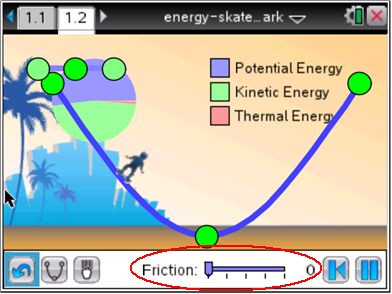 1.1 1.2 energy-skate...ark
Potential Energy
Kinetic Energy
Thermal Energy
Friction: 0